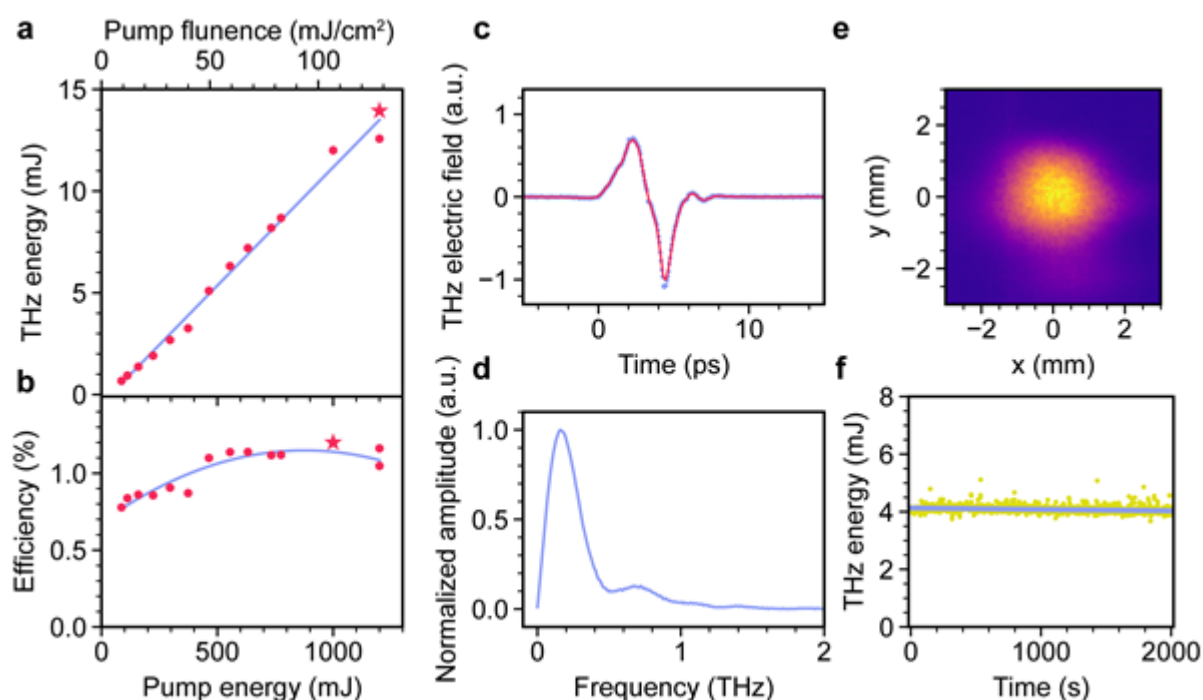 a
Pump flunence (mJ/cm²)
0 50 100
15
10
5
0
THz energy (mJ)
b
1.0
0.5
0.0
Efficiency (%)
0 500 1000
Pump energy (mJ)
c
1
0
−1
THz electric field (a.u.)
0 10
Time (ps)
d
1.0
0.5
0.0
Normalized amplitude (a.u.)
0 1 2
Frequency (THz)
e
2
0
−2
y (mm)
−2 0 2
x (mm)
f
8
6
4
2
0
THz energy (mJ)
0 1000 2000
Time (s)